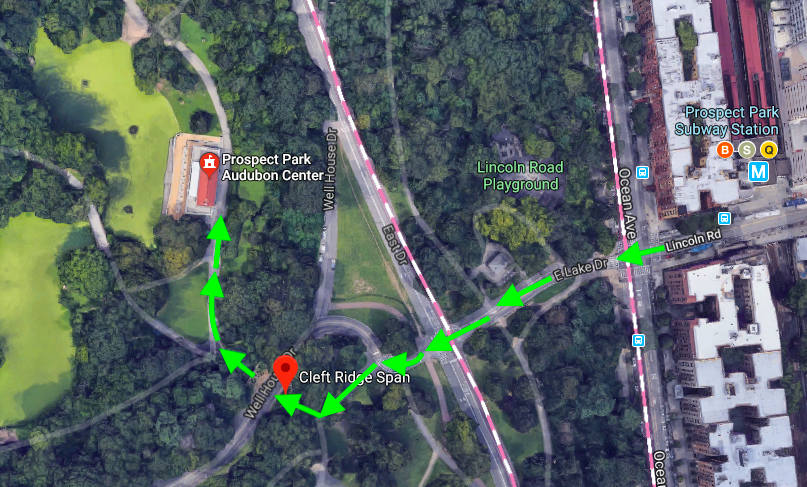 Prospect Park
Subway Station
B S Q
M
Prospect Park
Audubon Center
Well House Dr
Lincoln Road
Playground
Ocean Ave
Lincoln Rd
East Dr
E Lake Dr
Well House Dr
Cleft Ridge Span
Ocean